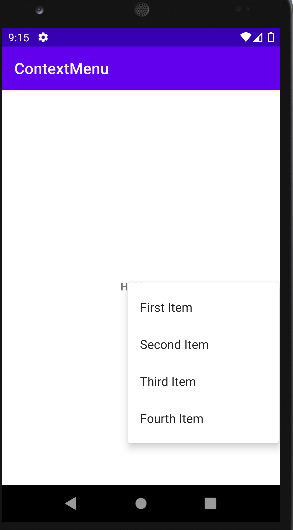 9:15
ContextMenu
First Item
Second Item
Third Item
Fourth Item